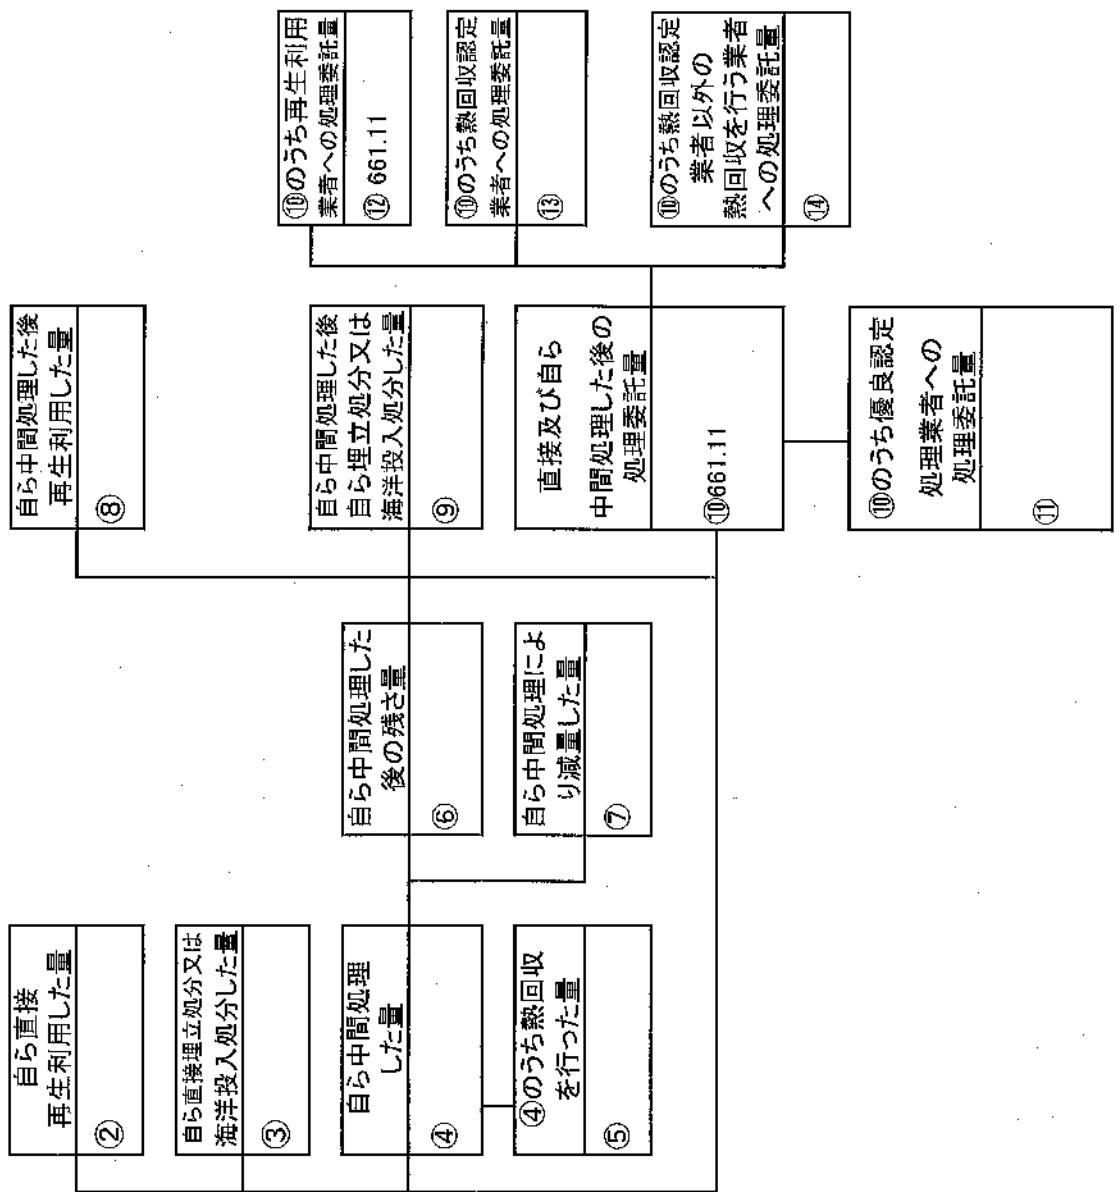 自ら直接
再生利用した量
②
自ら直接埋立処分又は
海洋投入処分した量
③
自ら中間処理
した量
④
④のうち熱回収
を行った量
⑤
自ら中間処理した
後の残さ量
⑥
自ら中間処理によ
り減量した量
⑦
自ら中間処理した後
再生利用した量
⑧
自ら中間処理した後
自ら埋立処分又は
海洋投入処分した量
⑨
直接及び自ら
中間処理した後の
処理委託量
⑩661.11
⑩のうち優良認定
処理業者への
処理委託量
⑪
⑩のうち再生利用
業者への処理委託量
⑫ 661.11
⑩のうち熱回収認定
業者への処理委託量
⑬
⑩のうち熱回収認定
業者以外の
熱回収を行う業者
への処理委託量
⑭